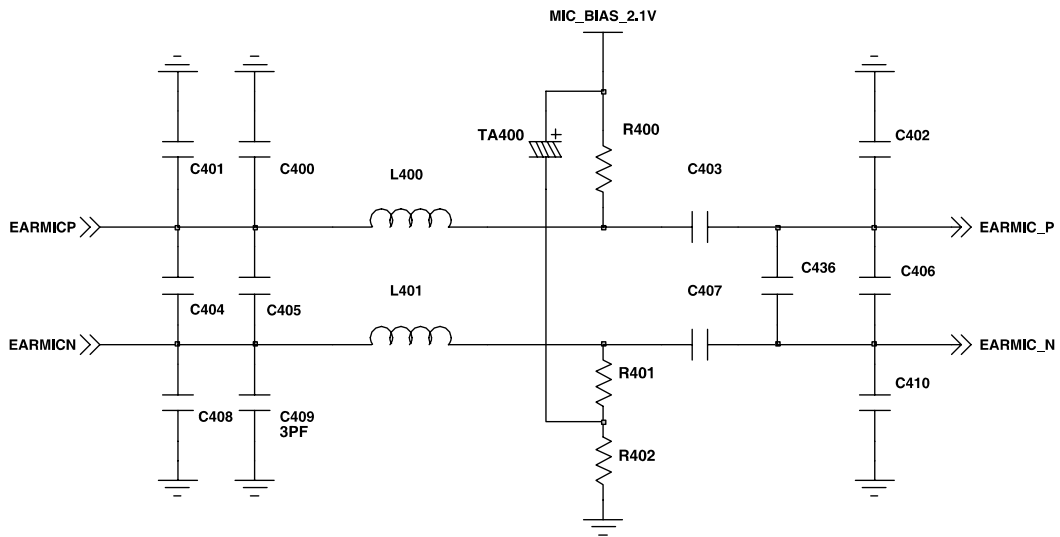 MIC_BIAS_2.1V
TA400
+
R400
C401
C400
L400
C403
C402
EARMICP
EARMIC_P
C404
C405
L401
C407
C436
C406
EARMICN
EARMIC_N
R401
C408
C409
3PF
C410
R402